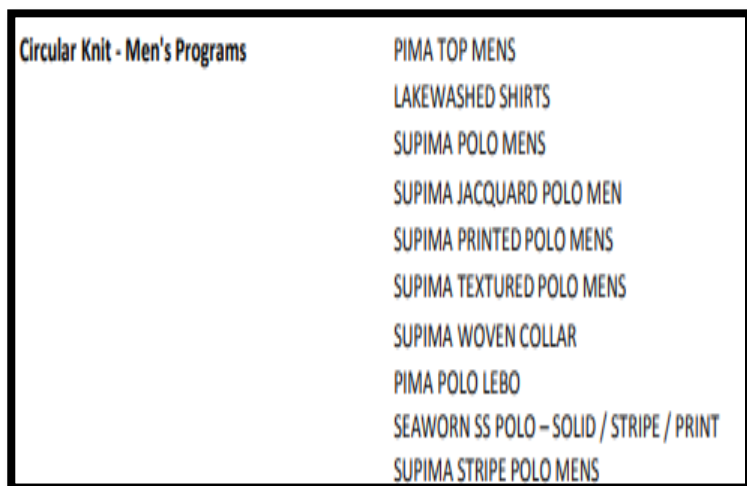 Circular Knit - Men's Programs PIMA TOP MENS
LAKEWASHED SHIRTS
SUPIMA POLO MENS
SUPIMA JACQUARD POLO MEN
SUPIMA PRINTED POLO MENS
SUPIMA TEXTURED POLO MENS
SUPIMA WOVEN COLLAR
PIMA POLO LEBO
SEAWORN SS POLO – SOLID / STRIPE / PRINT
SUPIMA STRIPE POLO MENS